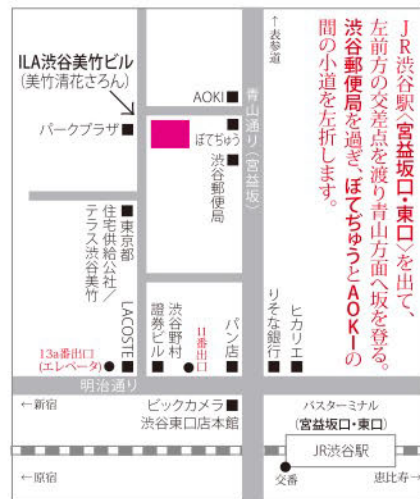 JR渋谷駅〈宮益坂口・東口〉を出て、
左前方の交差点を渡り青山方面へ坂を登る。
渋谷郵便局を過ぎ、ぽてぢゅうとAOKIの
間の小道を左折します。
ILA渋谷美竹ビル
(美竹清花さろん)
パークプラザ
AOKI
ぽてぢゅう
渋谷郵便局
青山通り(宮益坂)
←表参道
東京都
住宅供給公社/
テラス渋谷美竹
LACOSTE
13a番出口
(エレベータ)
渋谷野村
證券ビル
11番出口
パン店
りそな銀行
ヒカリエ
明治通り
←新宿
ビックカメラ
渋谷東口店本館
バスターミナル
(宮益坂口・東口)
JR渋谷駅
←原宿
交番
恵比寿→